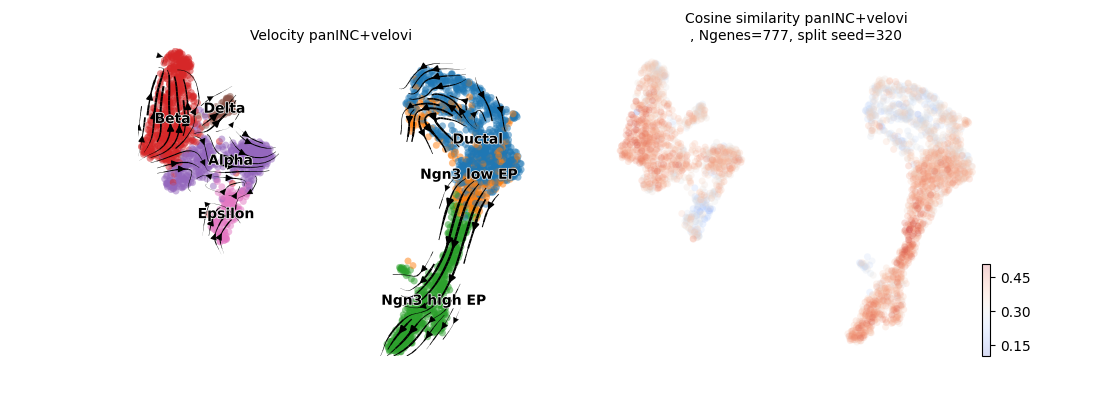 Velocity panINC+velovi
Beta
Delta
Alpha
Epsilon
Ductal
Ngn3 low EP
Ngn3 high EP
Cosine similarity panINC+velovi
, Ngenes=777, split seed=320
0.45
0.30
0.15